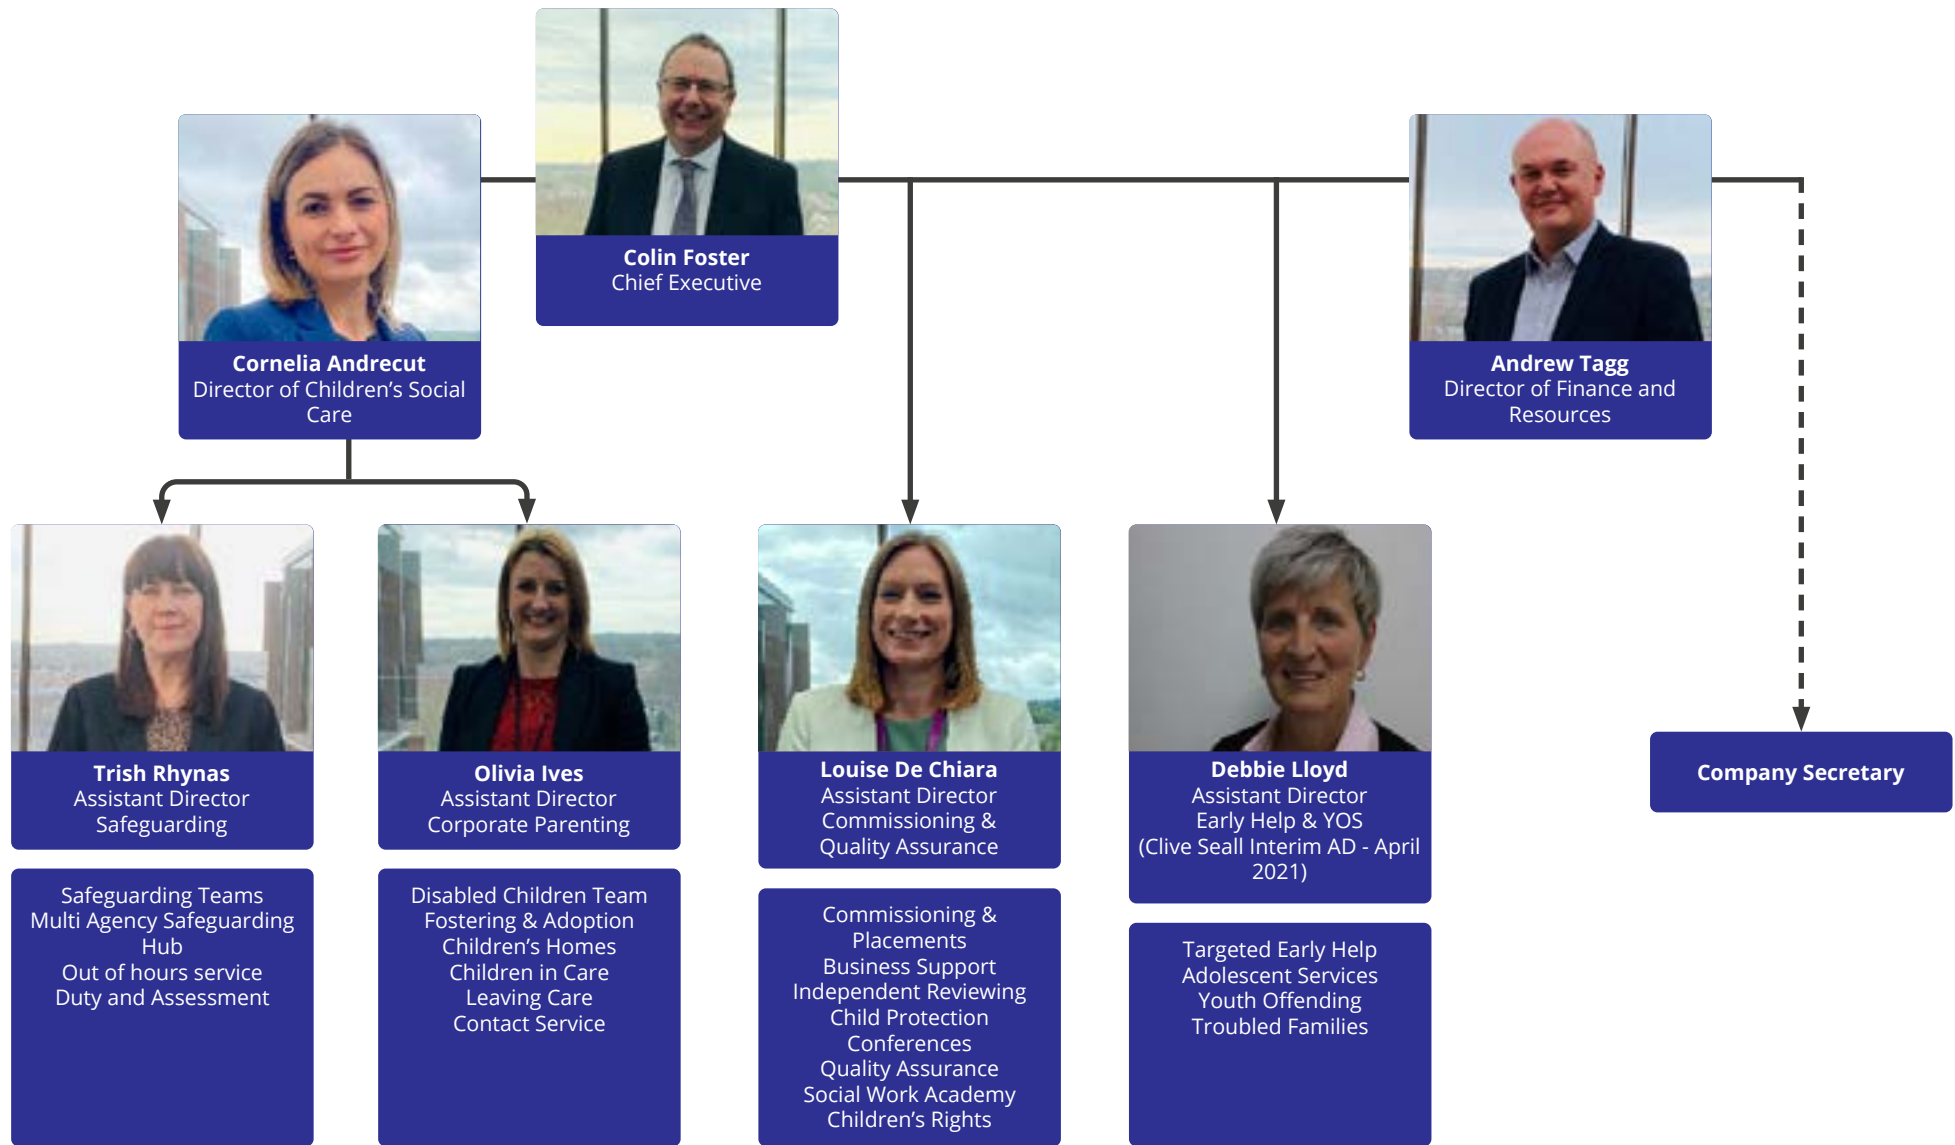 Colin Foster
Chief Executive
Cornelia Andrecut
Director of Children’s Social
Care
Andrew Tagg
Director of Finance and
Resources
Trish Rhynas
Assistant Director
Safeguarding
Safeguarding Teams
Multi Agency Safeguarding
Hub
Out of hours service
Duty and Assessment
Olivia Ives
Assistant Director
Corporate Parenting
Disabled Children Team
Fostering & Adoption
Children’s Homes
Children in Care
Leaving Care
Contact Service
Louise De Chiara
Assistant Director
Commissioning &
Quality Assurance
Commissioning &
Placements
Business Support
Independent Reviewing
Child Protection
Conferences
Quality Assurance
Social Work Academy
Children’s Rights
Debbie Lloyd
Assistant Director
Early Help & YOS
(Clive Seall Interim AD - April
2021)
Targeted Early Help
Adolescent Services
Youth Offending
Troubled Families
Company Secretary